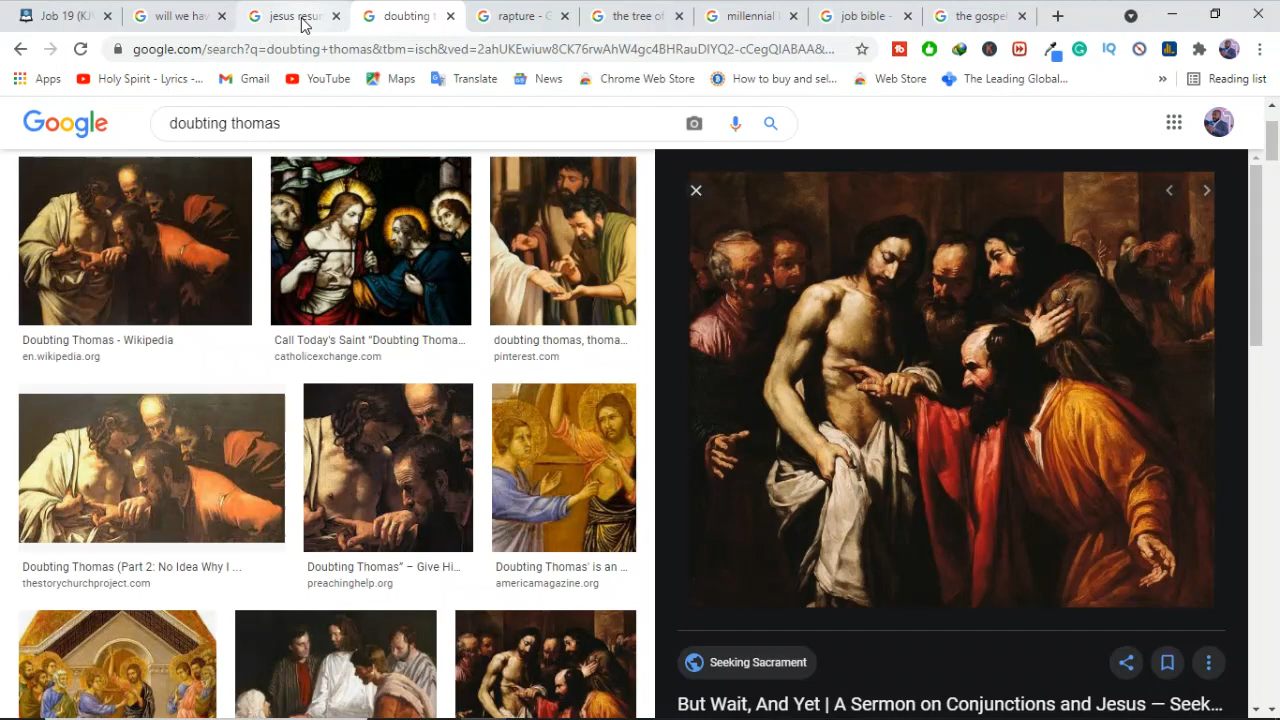 Job 19 (KJV
will we hav
jesus resur
doubting t
rapture - G
the tree of
millennial
job bible -
the gospel
google.com/search?q=doubting+thomas&tbm=isch&ved=2ahUKEwiuw8CK76rwAhW4gc4BHRauDIYQ2-cCegQIABAA&...
Apps
Holy Spirit - Lyrics -...
Gmail
YouTube
Maps
Translate
News
Chrome Web Store
How to buy and sel...
Web Store
The Leading Global...
»
Reading list
Google
doubting thomas
Doubting Thomas - Wikipedia
en.wikipedia.org
Call Today's Saint "Doubting Thoma...
catholicexchange.com
doubting thomas, thoma...
pinterest.com
Doubting Thomas (Part 2: No Idea Why I ...
thestorychurchproject.com
Doubting Thomas" – Give Hi...
preachinghelp.org
Doubting Thomas' is an ...
americamagazine.org
Seeking Sacrament
But Wait, And Yet | A Sermon on Conjunctions and Jesus — Seek...